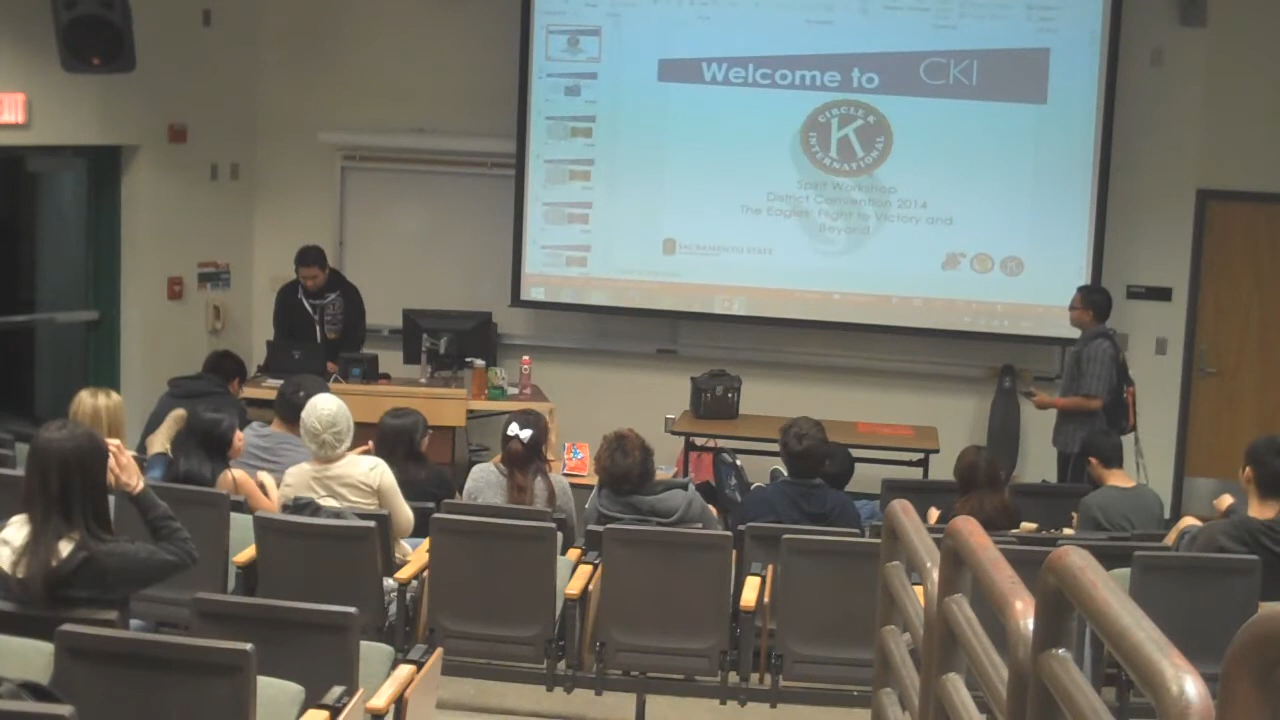 EXIT
Welcome to CKI
CIRCLE K
K
INTERNATIONAL
Spirit Workshop
District Convention 2014
The Eagles' Flight to Victory and
Beyond
SACRAMENTO STATE